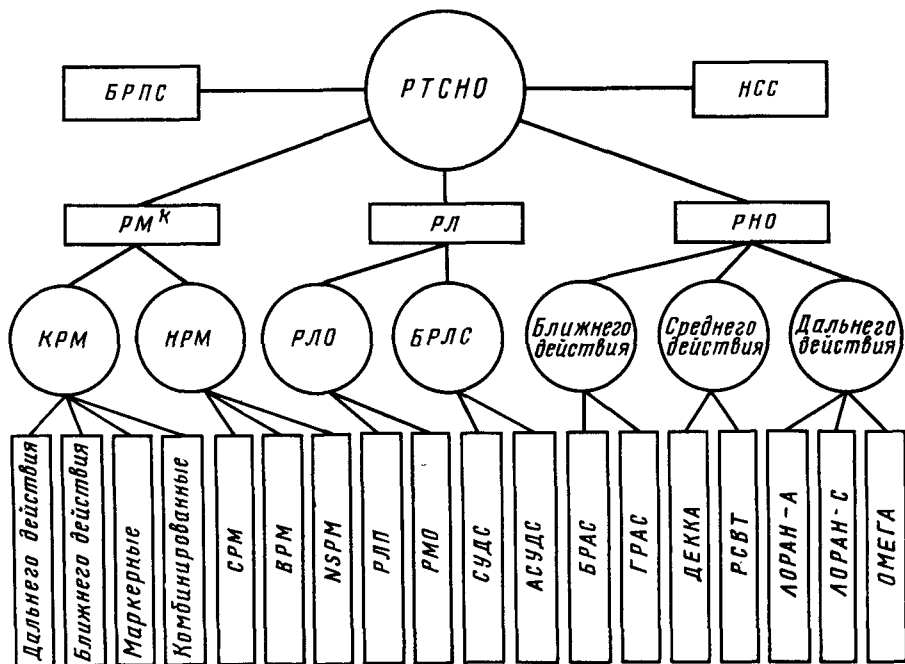 РТСНО
БРПС
НСС
РМк
РЛ
РНО
КРМ
НРМ
РЛО
БРЛС
Ближнего
действия
Среднего
действия
Дальнего
действия
Дальнего действия
Ближнего действия
Маркерные
Комбинированные
СРМ
ВРМ
NSPM
РЛП
РМО
СУДС
АСУДС
БРАС
ГРАС
ДЕККА
РСВТ
ЛОРАН-А
ЛОРАН-С
ОМЕГА